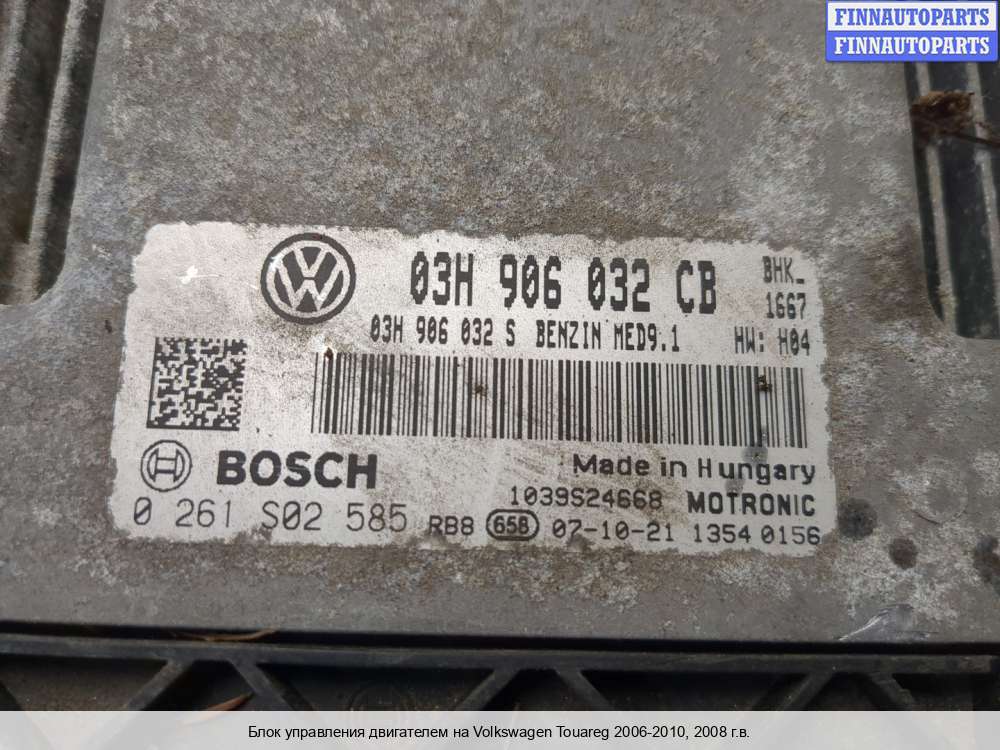 FINNAUTOPARTS
FINNAUTOPARTS
03H 906 032 CB BHK_
1667
03H 906 032 S BENZIN MED9.1 HW: H04
BOSCH Made in Hungary
1039S24668 MOTRONIC
0 261 S02 585 RB8 658 07-10-21 1354 0156
Блок управления двигателем на Volkswagen Touareg 2006-2010, 2008 г.в.